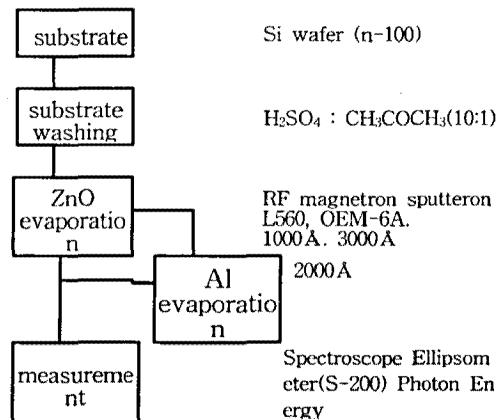 substrate
Si wafer (n-100)
substrate
washing
H₂SO₄ : CH₃COCH₃(10:1)
ZnO
evaporatio
n
RF magnetron sputteron
L560, OEM-6A.
1000Å. 3000Å
Al
evaporatio
n
2000Å
measureme
nt
Spectroscope Ellipsom
eter(S-200) Photon En
ergy